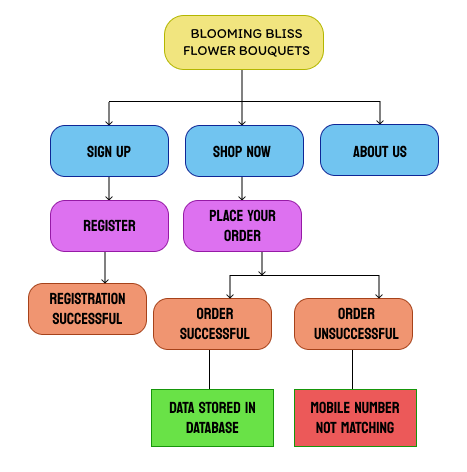 BLOOMING BLISS
FLOWER BOUQUETS
SIGN UP
SHOP NOW
ABOUT US
REGISTER
PLACE YOUR
ORDER
REGISTRATION
SUCCESSFUL
ORDER
SUCCESSFUL
ORDER
UNSUCCESSFUL
DATA STORED IN
DATABASE
MOBILE NUMBER
NOT MATCHING